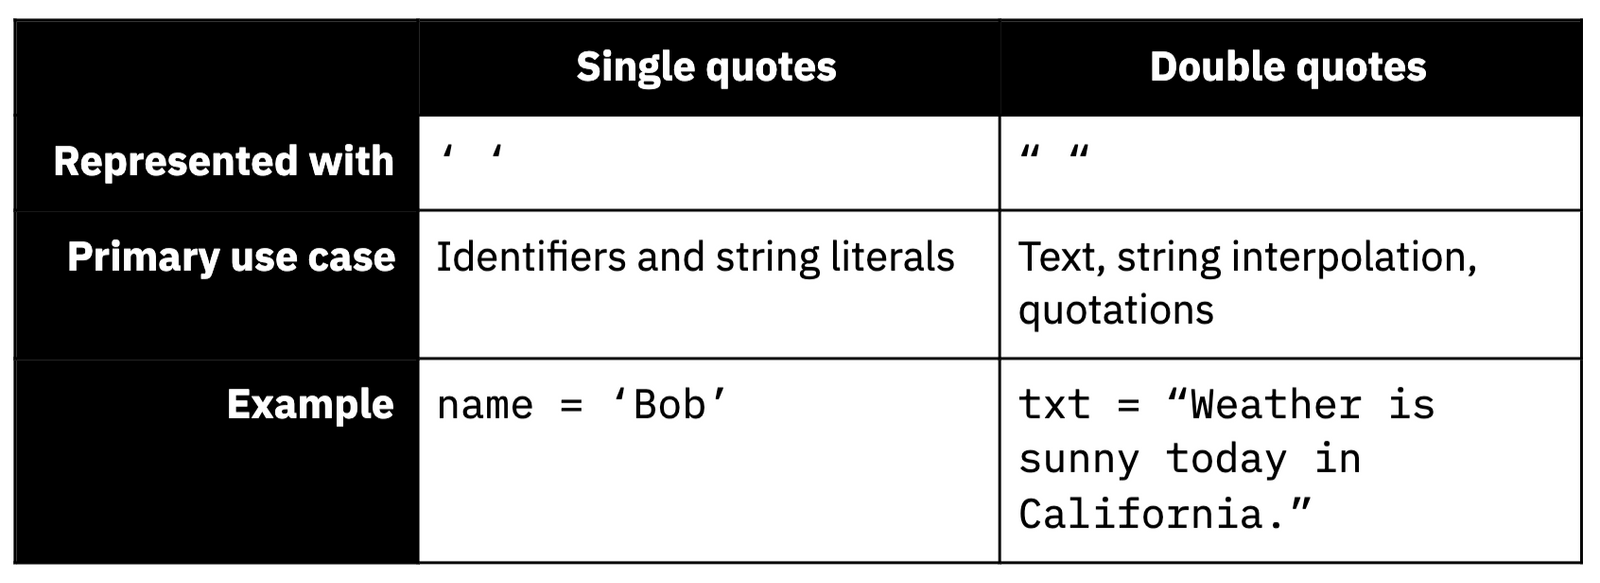 Single quotes Double quotes
Represented with ‘ ‘ “ “
Primary use case Identifiers and string literals Text, string interpolation,
quotations
Example name = ‘Bob’ txt = “Weather is
sunny today in
California.”